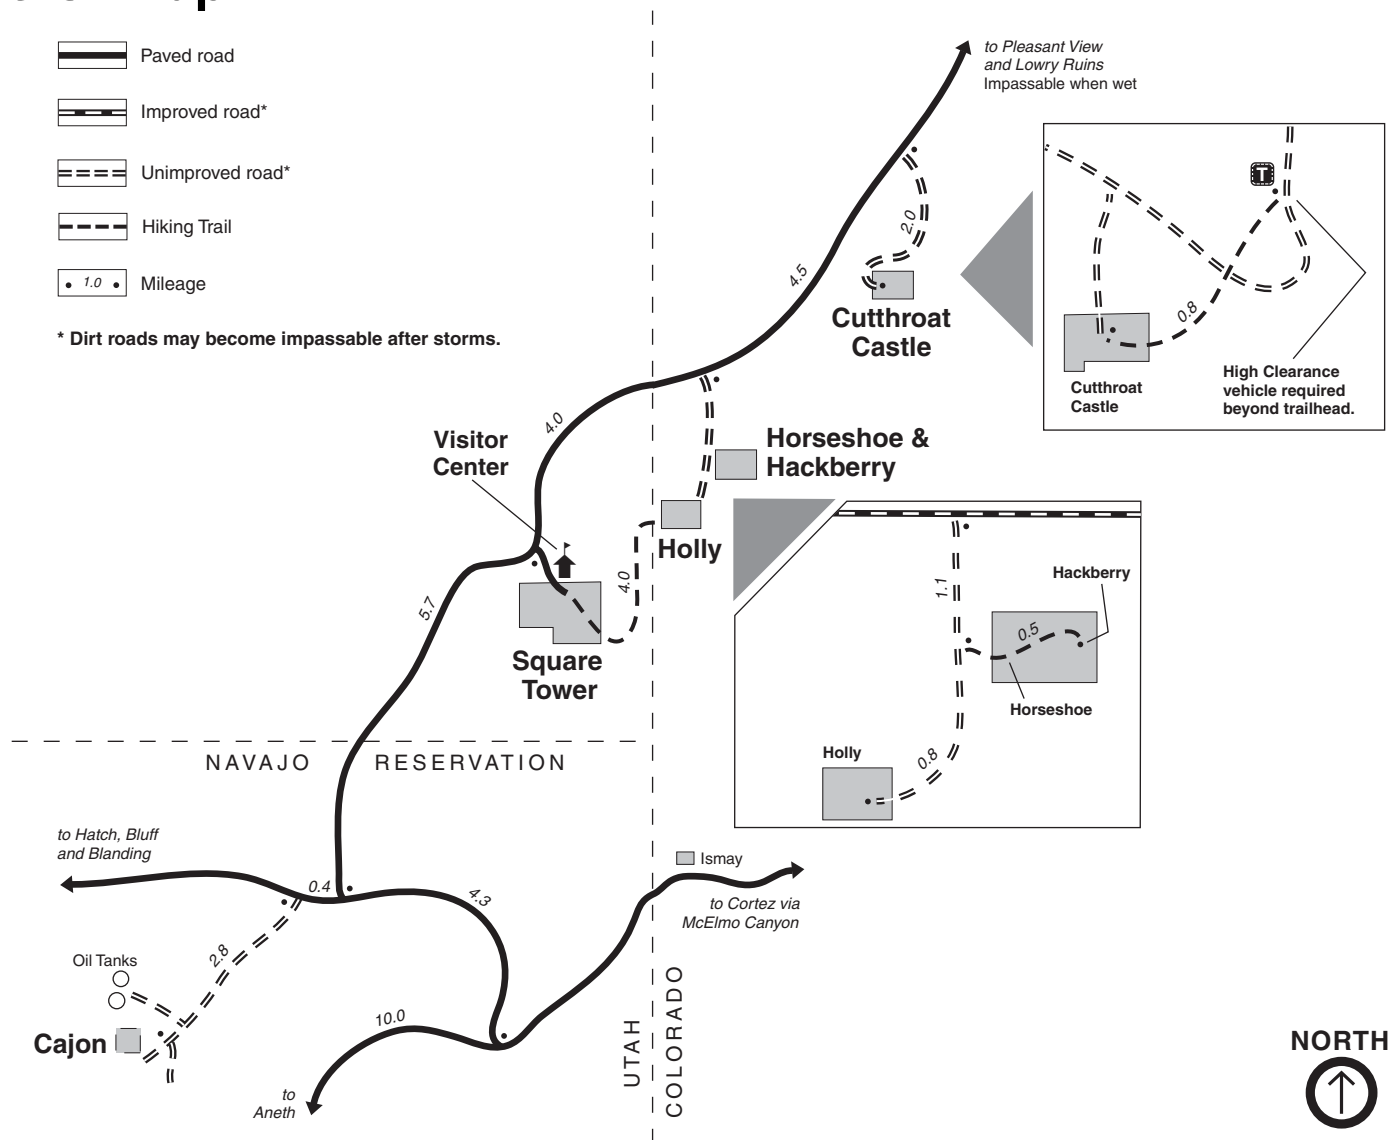 Paved road
Improved road*
Unimproved road*
Hiking Trail
1.0
Mileage
* Dirt roads may become impassable after storms.
to Pleasant View
and Lowry Ruins
Impassable when wet
2.0
4.5
Cutthroat
Castle
T
0.8
Cutthroat
Castle
High Clearance
vehicle required
beyond trailhead.
4.0
Visitor
Center
Horseshoe &
Hackberry
Holly
4.0
5.7
Square
Tower
1.1
Hackberry
0.5
Horseshoe
Holly
0.8
NAVAJO RESERVATION
to Hatch, Bluff
and Blanding
0.4
4.3
Ismay
to Cortez via
McElmo Canyon
2.8
Oil Tanks
Cajon
10.0
to
Aneth
UTAH
COLORADO
NORTH